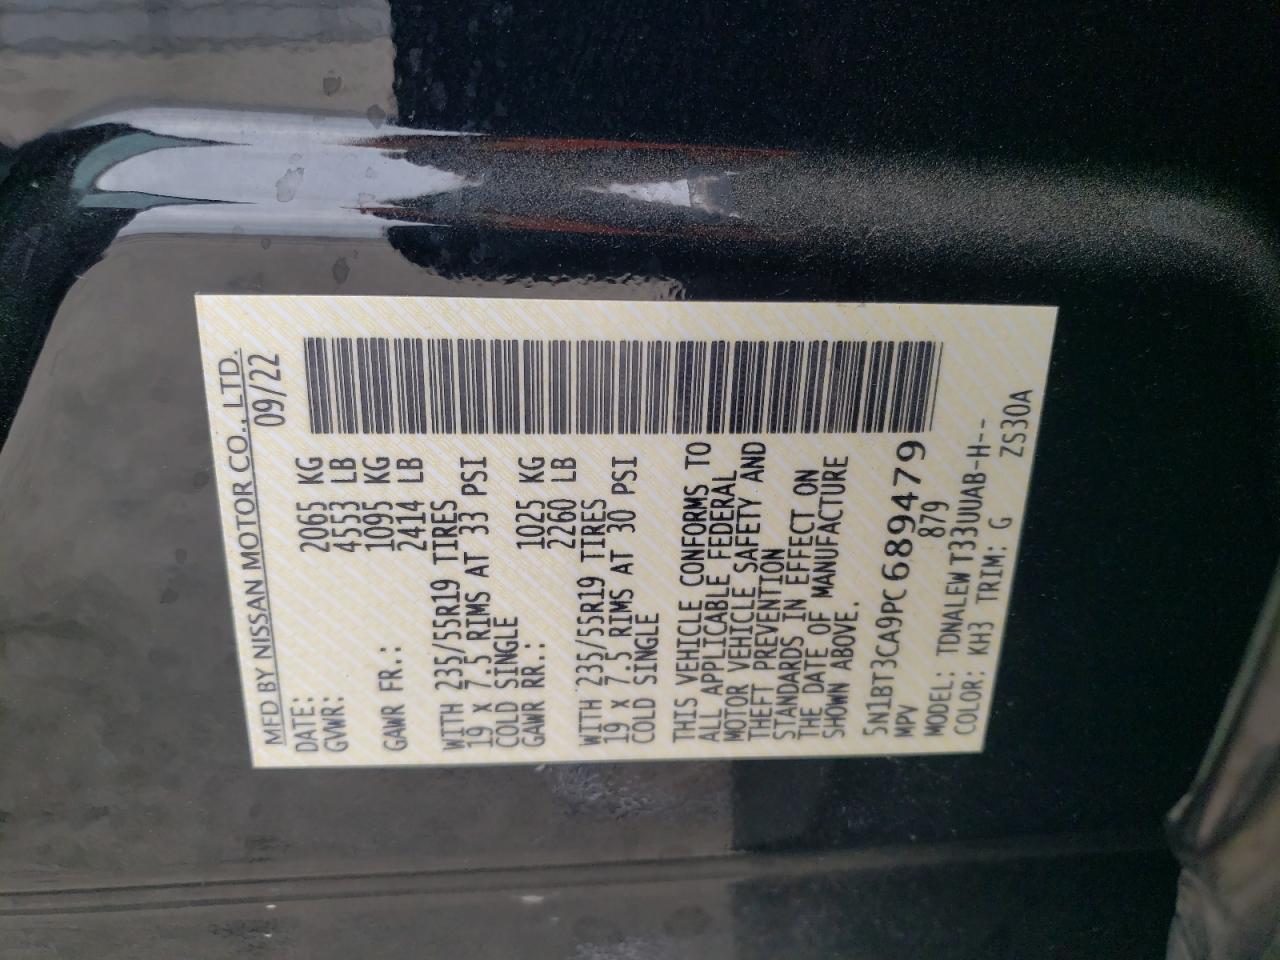 MFD BY NISSAN MOTOR CO., LTD.
DATE: 09/22
GVWR: 2065 KG
4553 LB
GAWR FR.: 1095 KG
2414 LB
WITH 235/55R19 TIRES
19 X 7.5 RIMS AT 33 PSI
COLD SINGLE
GAWR RR.: 1025 KG
2260 LB
WITH 235/55R19 TIRES
19 X 7.5 RIMS AT 30 PSI
COLD SINGLE
THIS VEHICLE CONFORMS TO
ALL APPLICABLE FEDERAL
MOTOR VEHICLE SAFETY AND
THEFT PREVENTION
STANDARDS IN EFFECT ON
THE DATE OF MANUFACTURE
SHOWN ABOVE.
5N1BT3CA9PC689479
MPV 879
MODEL: TDNALEWT33UUAB-H--
COLOR: KH3 TRIM: G ZS30A